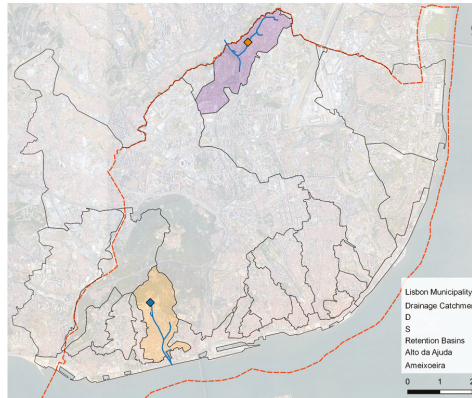 Lisbon Municipality
Drainage Catchme
D
S
Retention Basins
Alto da Ajuda
Ameixoeira
0 1 2